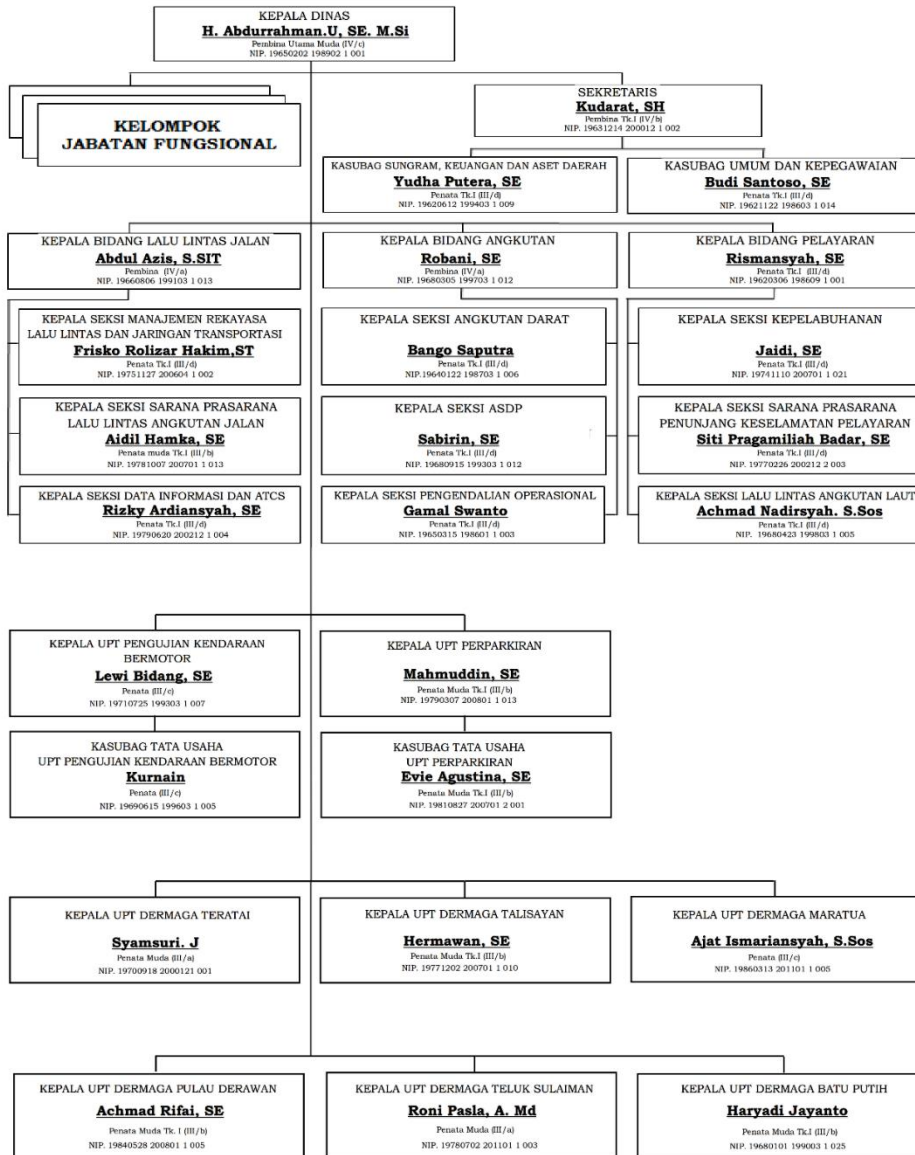 KEPALA DINAS
H. Abdurrahman.U, SE. M.Si
Pembina Utama Muda (IV/c)
NIP. 19650202 198902 1 001
KELOMPOK
JABATAN FUNGSIONAL
SEKRETARIS
Kudarat, SH
Pembina Tk.I (IV/b)
NIP. 19631214 200012 1 002
KASUBAG SUNGRAM, KEUANGAN DAN ASET DAERAH
Yudha Putera, SE
Penata Tk.I (III/d)
NIP. 19620612 199403 1 009
KASUBAG UMUM DAN KEPEGAWAIAN
Budi Santoso, SE
Penata Tk.I (III/d)
NIP. 19621122 198603 1 014
KEPALA BIDANG LALU LINTAS JALAN
Abdul Azis, S.SIT
Pembina (IV/a)
NIP. 19660806 199103 1 013
KEPALA BIDANG ANGKUTAN
Robani, SE
Pembina (IV/a)
NIP. 19680305 199703 1 012
KEPALA BIDANG PELAYARAN
Rismansyah, SE
Penata Tk.I (III/d)
NIP. 19620306 198609 1 001
KEPALA SEKSI MANAJEMEN REKAYASA
LALU LINTAS DAN JARINGAN TRANSPORTASI
Frisko Rolizar Hakim,ST
Penata Tk.I (III/d)
NIP. 19751127 200604 1 002
KEPALA SEKSI ANGKUTAN DARAT
Bango Saputra
Penata Tk.I (III/d)
NIP. 19640122 198703 1 006
KEPALA SEKSI KEPELABUHANAN
Jaidi, SE
Penata Tk.I (III/d)
NIP. 19741110 200701 1 021
KEPALA SEKSI SARANA PRASARANA
LALU LINTAS ANGKUTAN JALAN
Aidil Hamka, SE
Penata muda Tk.I (III/b)
NIP. 19781007 200701 1 013
KEPALA SEKSI ASDP
Sabirin, SE
Penata Tk.I (III/d)
NIP. 19680915 199303 1 012
KEPALA SEKSI SARANA PRASARANA
PENUNJANG KESELAMATAN PELAYARAN
Siti Pragamiliah Badar, SE
Penata Tk.I (III/d)
NIP. 19770226 200212 2 003
KEPALA SEKSI DATA INFORMASI DAN ATCS
Rizky Ardiansyah, SE
Penata Tk.I (III/d)
NIP. 19790620 200212 1 004
KEPALA SEKSI PENGENDALIAN OPERASIONAL
Gamal Swanto
Penata Tk.I (III/d)
NIP. 19650315 198601 1 003
KEPALA SEKSI LALU LINTAS ANGKUTAN LAUT
Achmad Nadirsyah. S.Sos
Penata Tk.I (III/d)
NIP. 19680423 199803 1 005
KEPALA UPT PENGUJIAN KENDARAAN
BERMOTOR
Lewi Bidang, SE
Penata (III/c)
NIP. 19710725 199303 1 007
KEPALA UPT PERPARKIRAN
Mahmuddin, SE
Penata Muda Tk.I (III/b)
NIP. 19790307 200801 1 013
KASUBAG TATA USAHA
UPT PENGUJIAN KENDARAAN BERMOTOR
Kurnain
Penata (III/c)
NIP. 19690615 199603 1 005
KASUBAG TATA USAHA
UPT PERPARKIRAN
Evie Agustina, SE
Penata Muda Tk.I (III/b)
NIP. 19810827 200701 2 001
KEPALA UPT DERMAGA TERATAI
Syamsuri. J
Penata Muda (III/a)
NIP. 19700918 2000121 001
KEPALA UPT DERMAGA TALISAYAN
Hermawan, SE
Penata Muda Tk.I (III/b)
NIP. 19771202 200701 1 010
KEPALA UPT DERMAGA MARATUA
Ajat Ismariansyah, S.Sos
Penata (III/c)
NIP. 19860313 201101 1 005
KEPALA UPT DERMAGA PULAU DERAWAN
Achmad Rifai, SE
Penata Muda Tk. I (III/b)
NIP. 19840528 200801 1 005
KEPALA UPT DERMAGA TELUK SULAIMAN
Roni Pasla, A. Md
Penata Muda (III/a)
NIP. 19780702 201101 1 003
KEPALA UPT DERMAGA BATU PUTIH
Haryadi Jayanto
Penata Muda Tk.I (III/b)
NIP. 19680101 199003 1 025